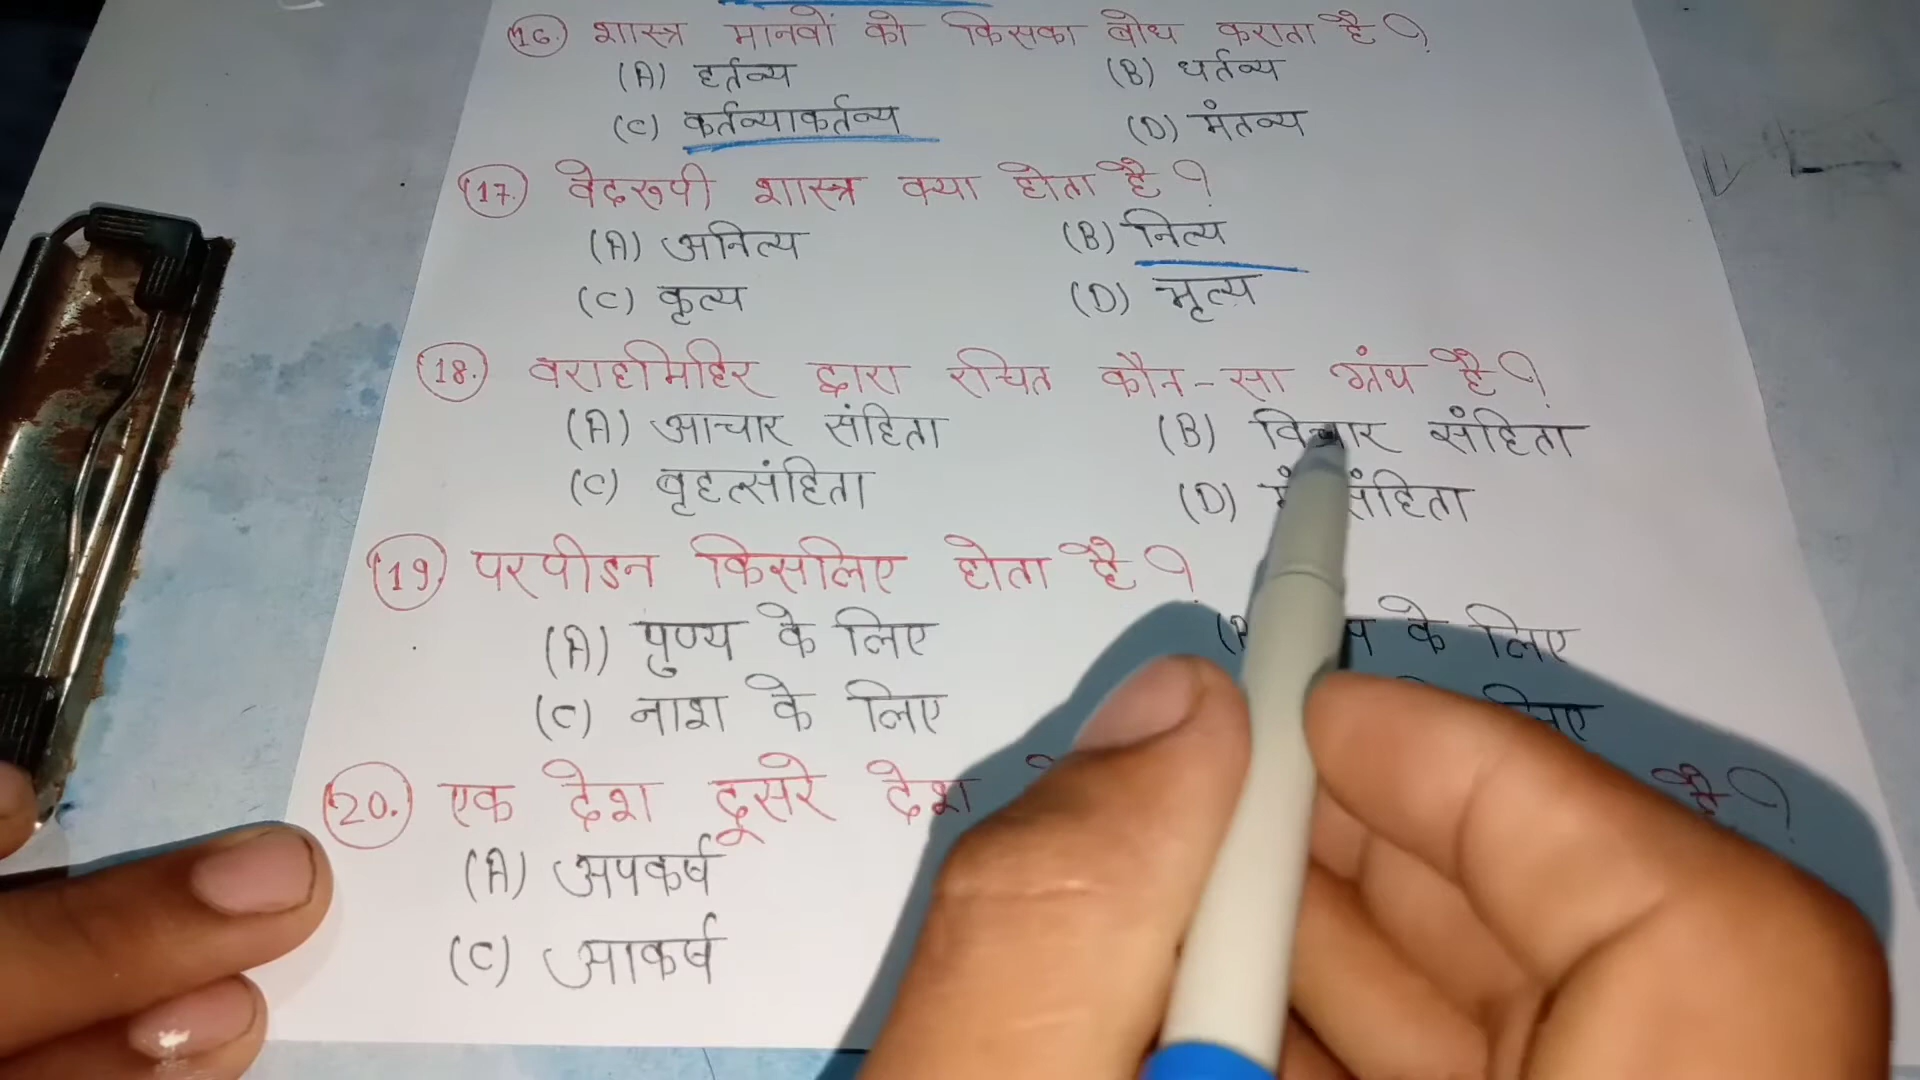 16. शास्त्र मानवों को किसका बोध कराता है?
(A) हर्तव्य (B) धर्तव्य
(C) कर्तव्याकर्तव्य (D) मंतव्य
17. वेदरूपी शास्त्र क्या होता है?
(A) अनित्य (B) नित्य
(C) कृत्य (D) भृत्य
18. वराहमिहिर द्वारा रचित कौन-सा ग्रंथ है?
(A) आचार संहिता (B) विचार संहिता
(C) बृहत्संहिता (D) संहिता
19. परपीडन किसलिए होता है?
(A) पुण्य के लिए के लिए
(C) नाश के लिए लिए
20. एक देश दूसरे देश है?
(A) अपकर्ष
(C) आकर्ष